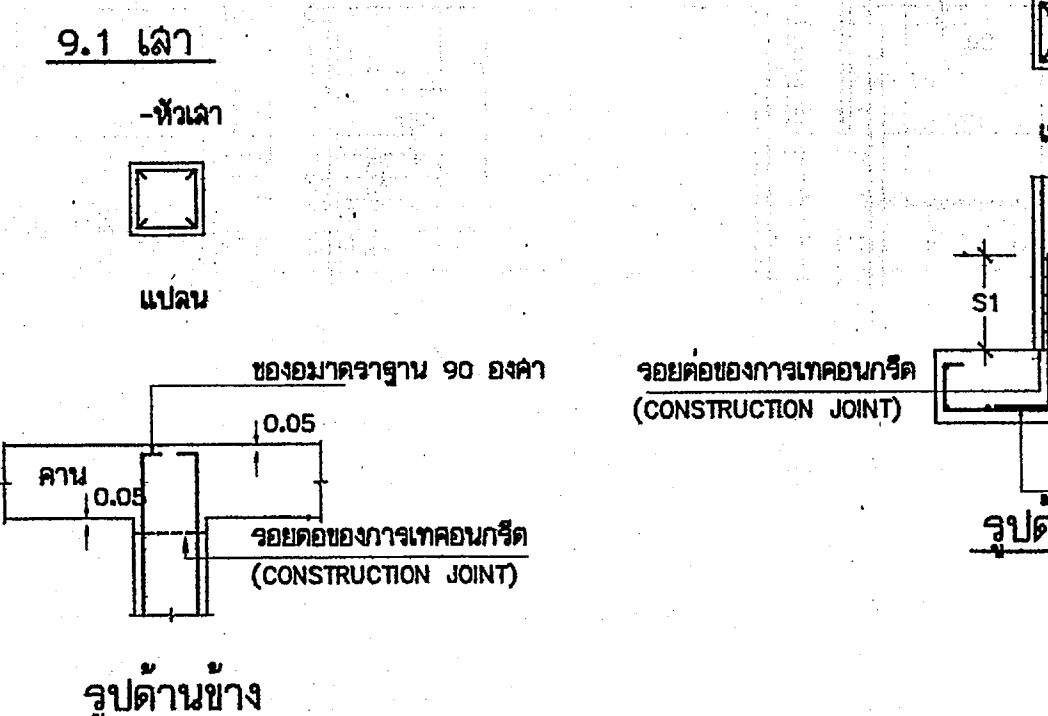 9.1 เสา
-หัวเสา
แปลน
ของอมาตราฐาน 90 องศา
0.05
คาน
0.05
รอยต่อของการเทคอนกรีต
(CONSTRUCTION JOINT)
รูปด้านข้าง
S1
รอยต่อของการเทคอนกรีต
(CONSTRUCTION JOINT)